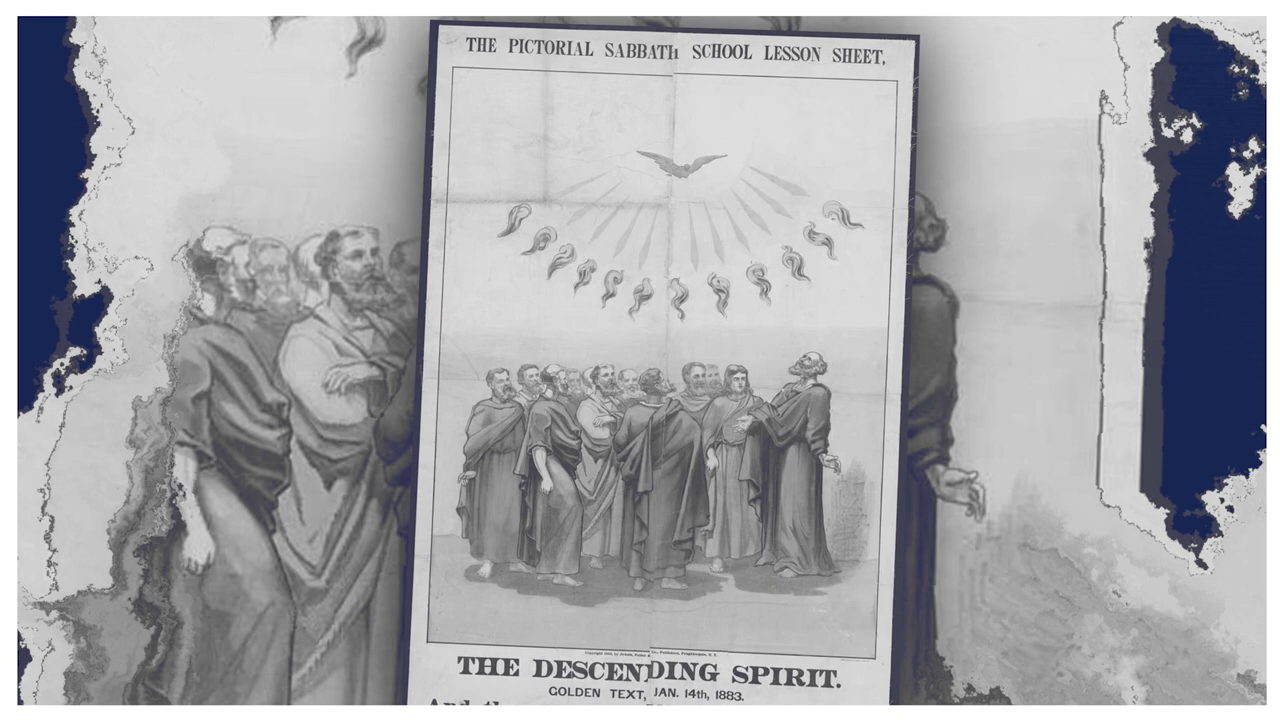 THE PICTORIAL SABBATH SCHOOL LESSON SHEET,
THE DESCENDING SPIRIT.
GOLDEN TEXT, JAN. 14th, 1883.